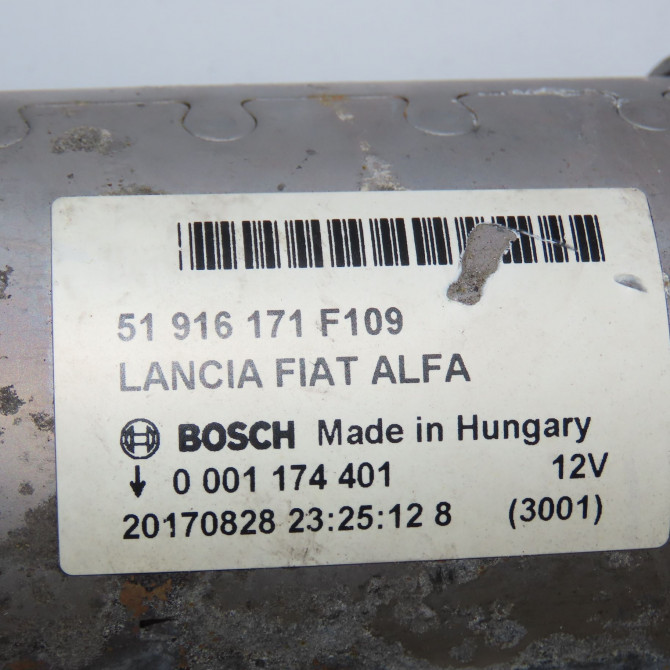 51 916 171 F109
LANCIA FIAT ALFA
BOSCH Made in Hungary
↓ 0 001 174 401 12V
20170828 23:25:12 8 (3001)